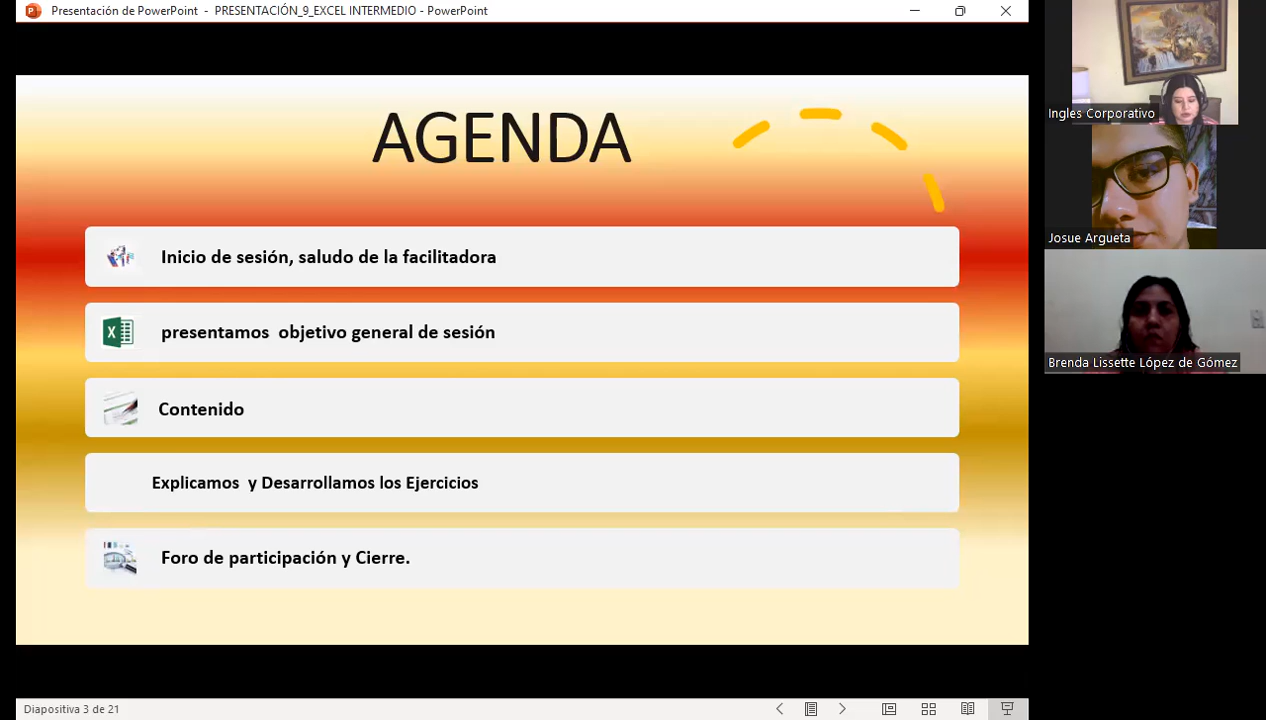 Presentación de PowerPoint - PRESENTACIÓN_9_EXCEL INTERMEDIO - PowerPoint
AGENDA
Inicio de sesión, saludo de la facilitadora
presentamos objetivo general de sesión
Contenido
Explicamos y Desarrollamos los Ejercicios
Foro de participación y Cierre.
Diapositiva 3 de 21
Ingles Corporativo
Josue Argueta
Brenda Lissette López de Gómez